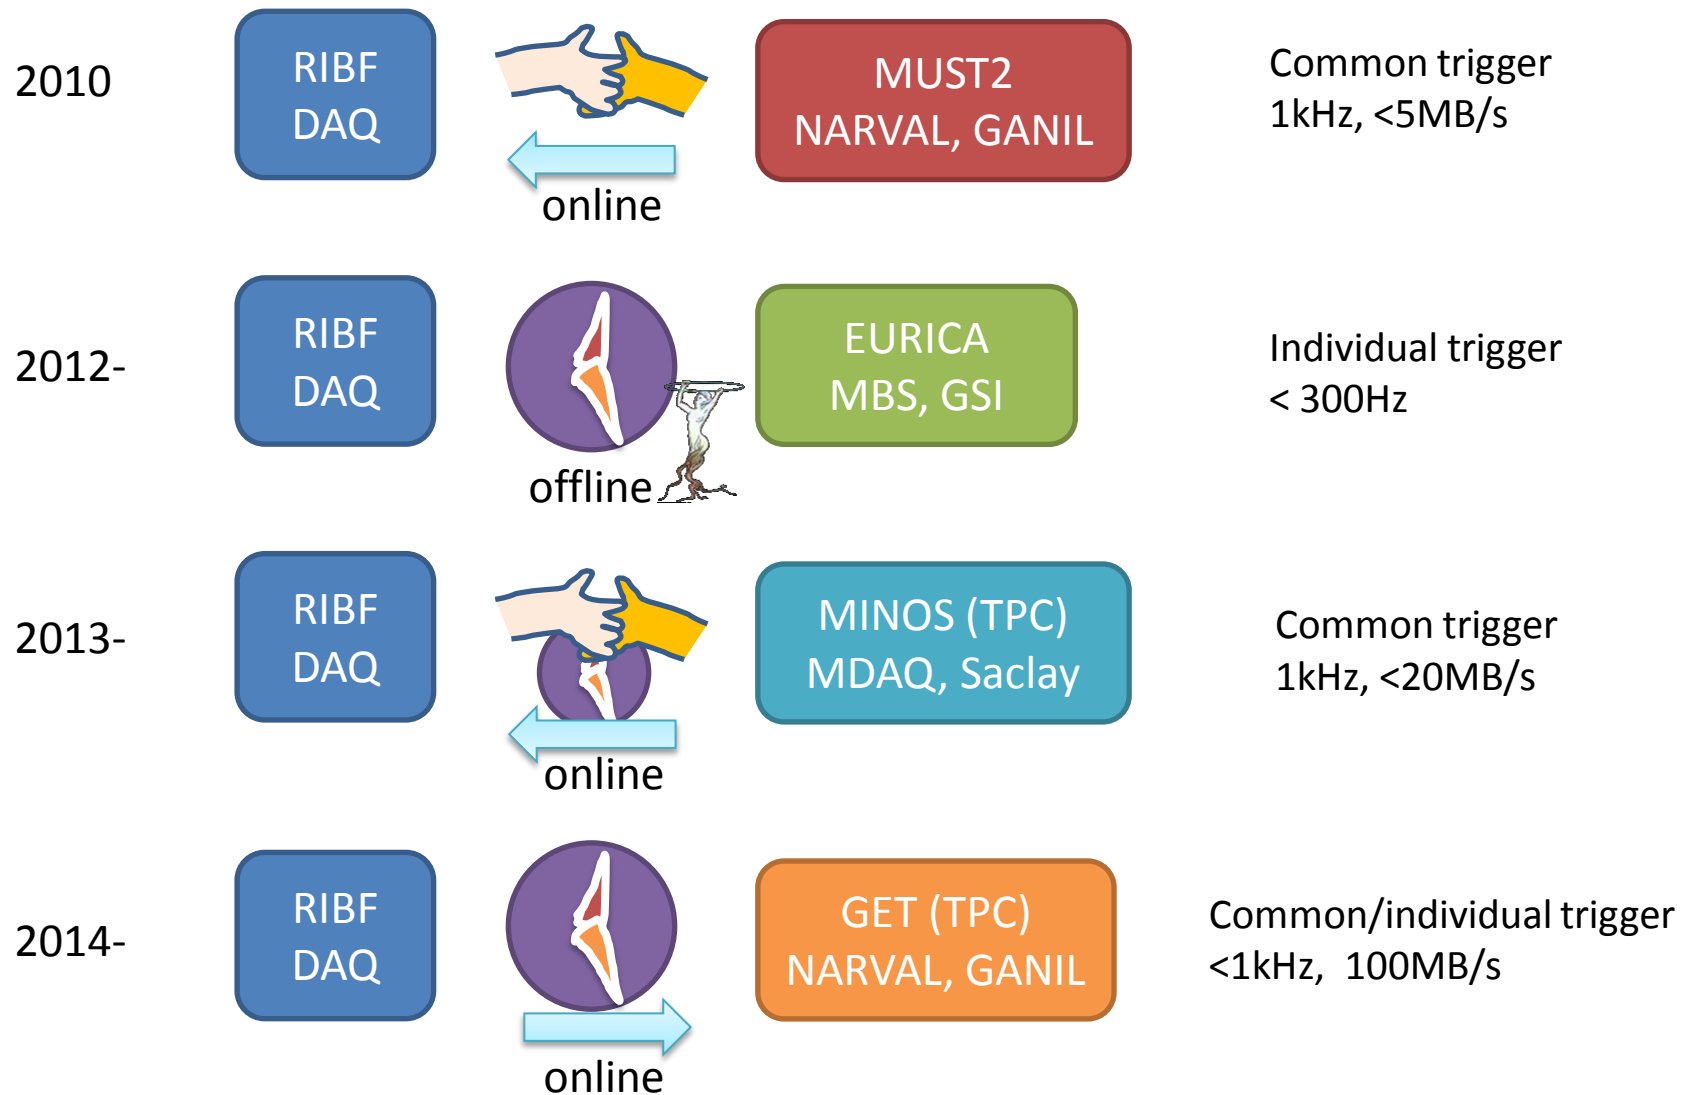 2010
RIBF
DAQ
online
MUST2
NARVAL, GANIL
Common trigger
1kHz, <5MB/s
2012-
RIBF
DAQ
offline
EURICA
MBS, GSI
Individual trigger
< 300Hz
2013-
RIBF
DAQ
online
MINOS (TPC)
MDAQ, Saclay
Common trigger
1kHz, <20MB/s
2014-
RIBF
DAQ
online
GET (TPC)
NARVAL, GANIL
Common/individual trigger
<1kHz, 100MB/s